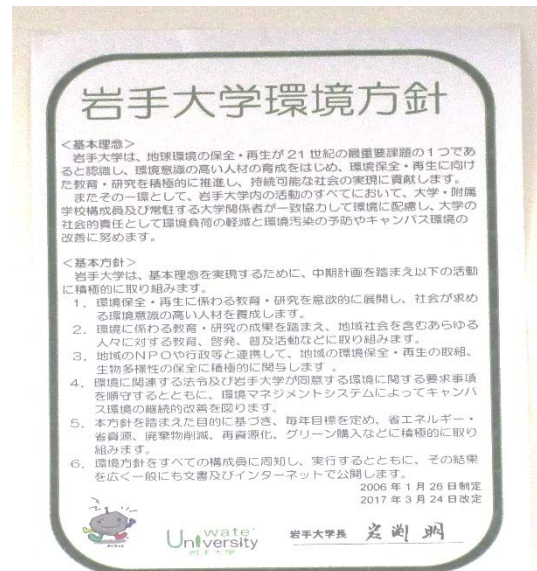 岩手大学環境方針
＜基本理念＞
岩手大学は、地球環境の保全・再生が21世紀の最重要課題の1つであ
ると認識し、環境意識の高い人材の育成をはじめ、環境保全・再生に向け
た教育・研究を積極的に推進し、持続可能な社会の実現に貢献します。
またその一環として、岩手大学内の活動のすべてにおいて、大学・附属
学校構成員及び常駐する大学関係者が一致協力して環境に配慮し、大学の
社会的責任として環境負荷の軽減と環境汚染の予防やキャンパス環境の
改善に努めます。
＜基本方針＞
岩手大学は、基本理念を実現するために、中期計画を踏まえ以下の活動
に積極的に取り組みます。
1．環境保全・再生に係わる教育・研究を意欲的に展開し、社会が求め
る環境意識の高い人材を養成します。
2．環境に係わる教育・研究の成果を踏まえ、地域社会を含むあらゆる
人々に対する教育、啓発、普及活動などに取り組みます。
3．地域のNPOや行政等と連携して、地域の環境保全・再生の取組、
生物多様性の保全に積極的に関与します。
4．環境に関連する法令及び岩手大学が同意する環境に関する要求事項
を順守するとともに、環境マネジメントシステムによってキャンパ
ス環境の継続的改善を図ります。
5．本方針を踏まえた目的に基づき、毎年目標を定め、省エネルギー・
省資源、廃棄物削減、再資源化、グリーン購入などに積極的に取り
組みます。
6．環境方針をすべての構成員に周知し、実行するとともに、その結果
を広く一般にも文書及びインターネットで公開します。
2006年1月26日制定
2017年3月24日改定
Iwate University
岩手大学
岩手大学長 岩渕 明